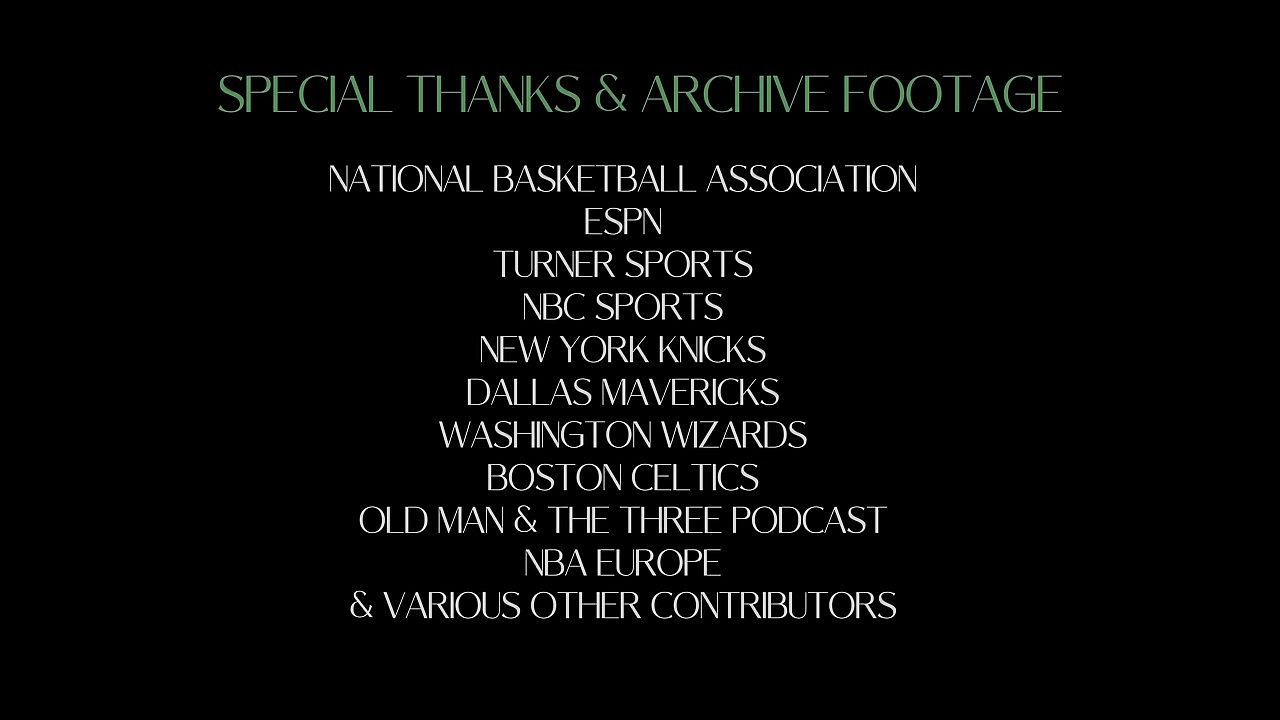 SPECIAL THANKS & ARCHIVE FOOTAGE
NATIONAL BASKETBALL ASSOCIATION
ESPN
TURNER SPORTS
NBC SPORTS
NEW YORK KNICKS
DALLAS MAVERICKS
WASHINGTON WIZARDS
BOSTON CELTICS
OLD MAN & THE THREE PODCAST
NBA EUROPE
& VARIOUS OTHER CONTRIBUTORS